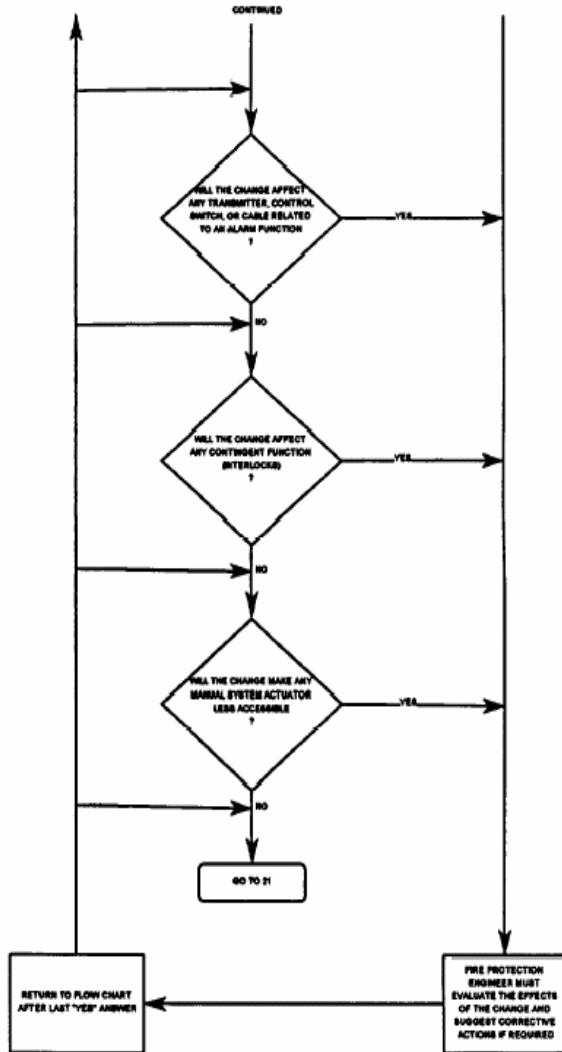 CONTINUED
WILL THE CHANGE AFFECT
ANY TRANSMITTER, CONTROL
SWITCH, OR CABLE RELATED
TO AN ALARM FUNCTION
?
YES
NO
WILL THE CHANGE AFFECT
ANY CONTINGENT FUNCTION
(INTERLOCKS)
?
YES
NO
WILL THE CHANGE MAKE ANY
MANUAL SYSTEM ACTUATOR
LESS ACCESSIBLE
?
YES
NO
GO TO 21
RETURN TO FLOW CHART
AFTER LAST "YES" ANSWER
FIRE PROTECTION
ENGINEER MUST
EVALUATE THE EFFECTS
OF THE CHANGE AND
SUGGEST CORRECTIVE
ACTIONS IF REQUIRED